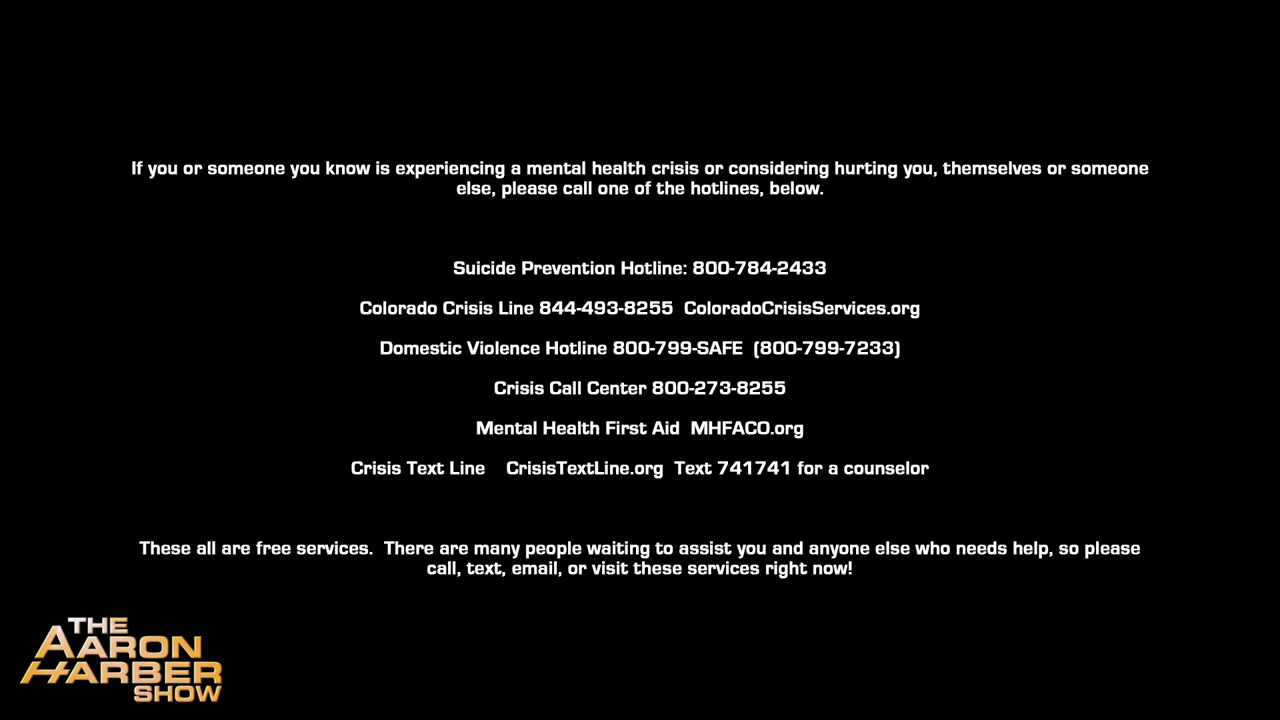 If you or someone you know is experiencing a mental health crisis or considering hurting you, themselves or someone
else, please call one of the hotlines, below.
Suicide Prevention Hotline: 800-784-2433
Colorado Crisis Line 844-493-8255  ColoradoCrisisServices.org
Domestic Violence Hotline 800-799-SAFE  (800-799-7233)
Crisis Call Center 800-273-8255
Mental Health First Aid  MHFACO.org
Crisis Text Line    CrisisTextLine.org  Text 741741 for a counselor
These all are free services.  There are many people waiting to assist you and anyone else who needs help, so please
call, text, email, or visit these services right now!
THE
AARON
HARBER
SHOW